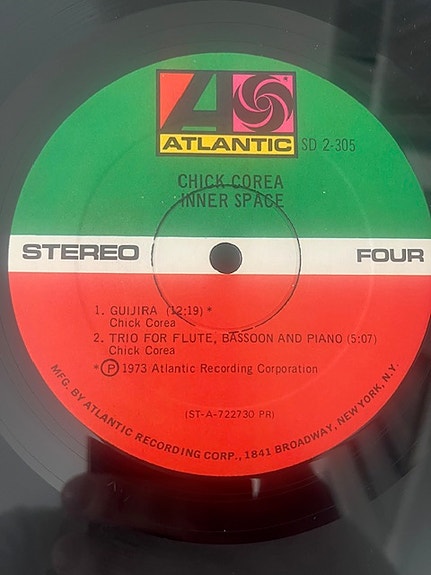 ATLANTIC
SD 2-305
CHICK COREA
INNER SPACE
STEREO
FOUR
1. GUIJIRA (12:19) *
Chick Corea
2. TRIO FOR FLUTE, BASSOON AND PIANO (5:07)
Chick Corea
* Ⓟ 1973 Atlantic Recording Corporation
(ST-A-722730 PR)
MFG. BY ATLANTIC RECORDING CORP., 1841 BROADWAY, NEW YORK, N.Y.